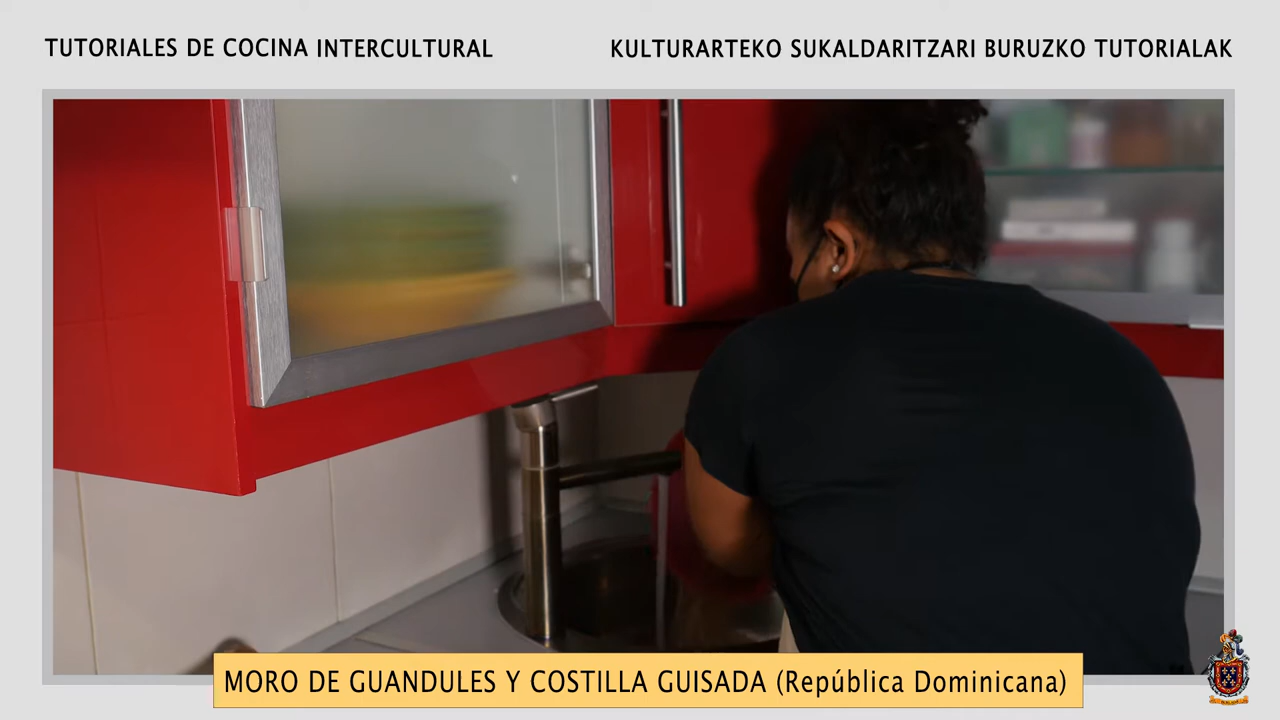 TUTORIALES DE COCINA INTERCULTURAL
KULTURARTEKO SUKALDARITZARI BURUZKO TUTORIALAK
MORO DE GUANDULES Y COSTILLA GUISADA (República Dominicana)